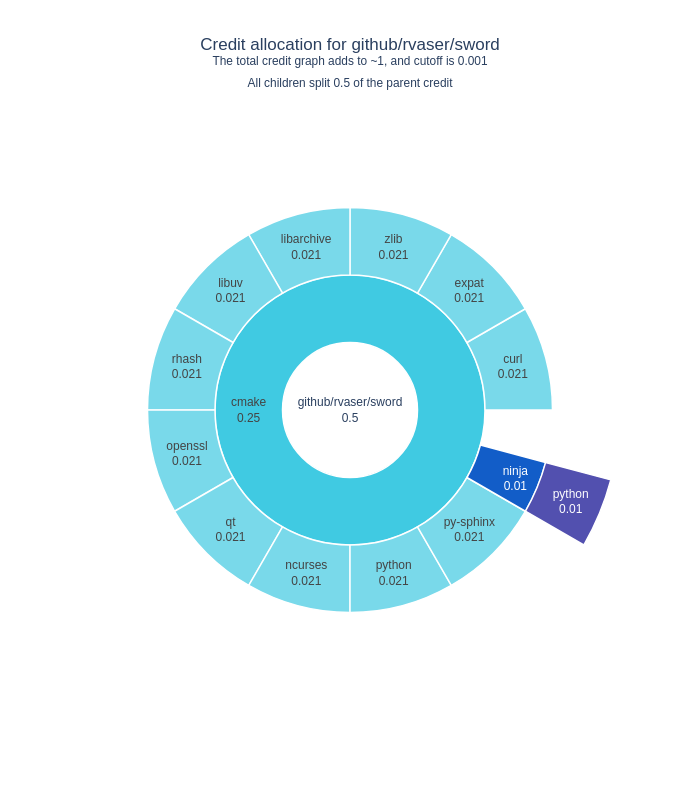 Credit allocation for github/rvaser/sword
The total credit graph adds to ~1, and cutoff is 0.001
All children split 0.5 of the parent credit
libarchive
0.021
zlib
0.021
libuv
0.021
expat
0.021
rhash
0.021
curl
0.021
cmake
0.25
github/rvaser/sword
0.5
openssl
0.021
ninja
0.01
python
0.01
qt
0.021
py-sphinx
0.021
ncurses
0.021
python
0.021